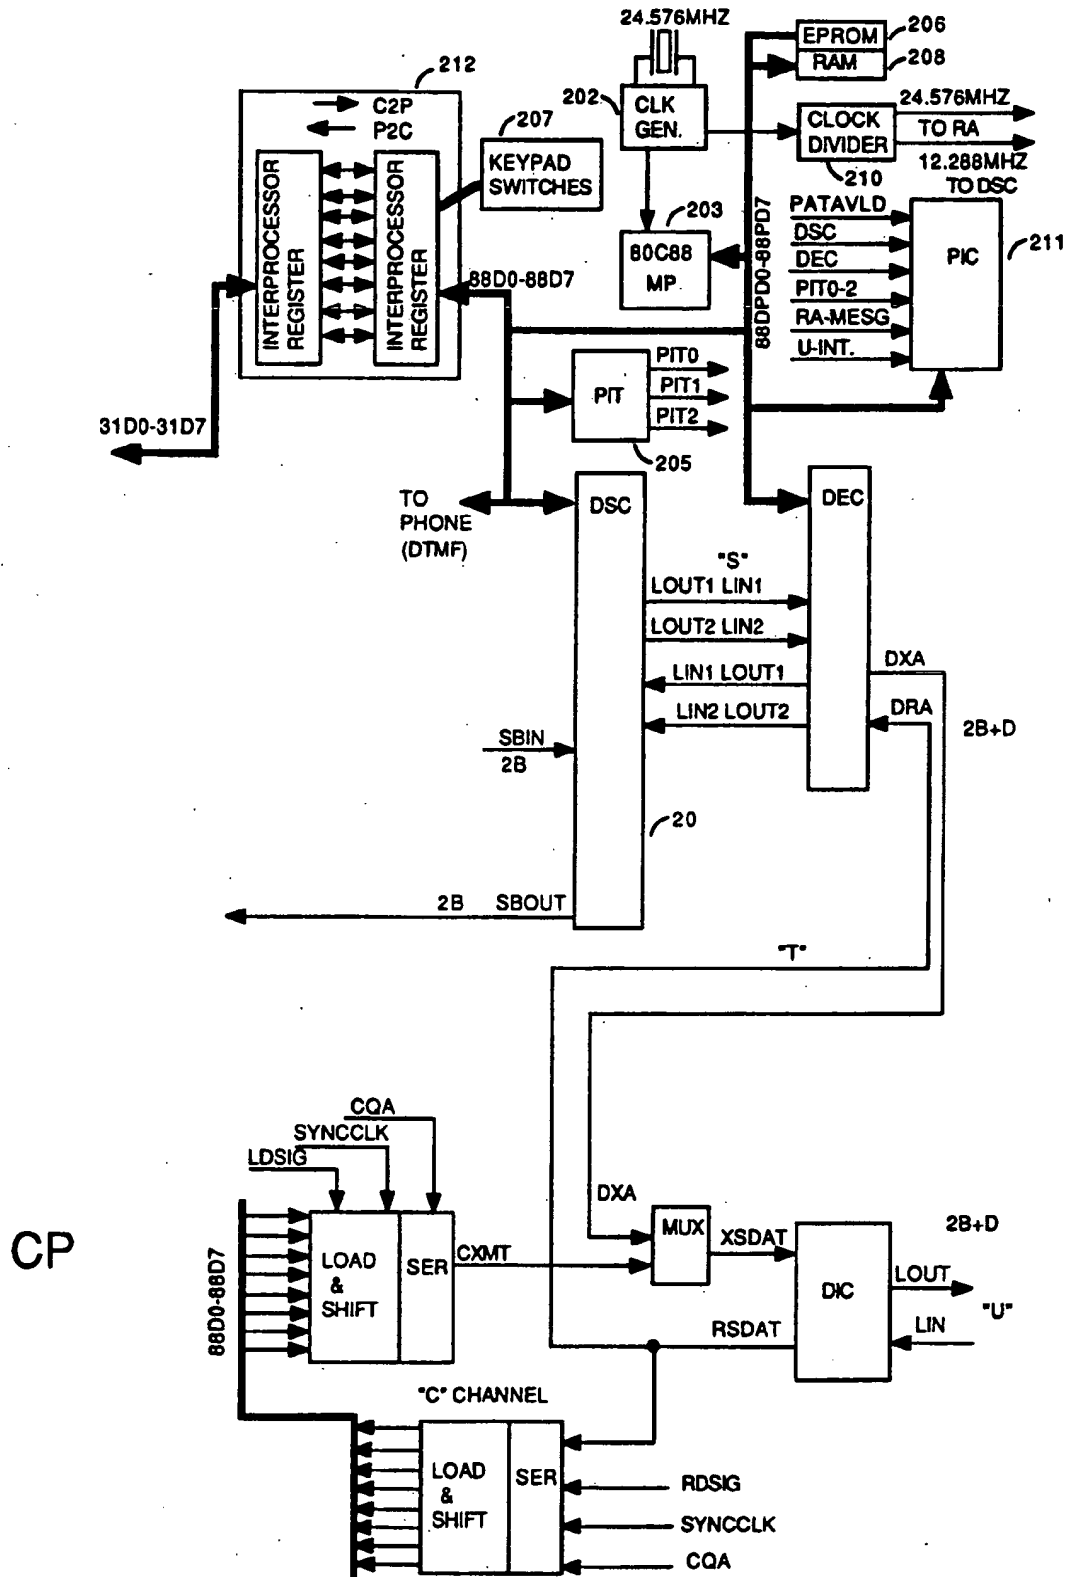 24.576MHZ
EPROM
206
RAM
208
212
C2P
P2C
202
CLK
GEN.
24.576MHZ
CLOCK
DIVIDER
TO RA
210
12.288MHZ
TO DSC
207
KEYPAD
SWITCHES
INTERPROCESSOR
REGISTER
INTERPROCESSOR
REGISTER
203
80C88
MP
88DPD0-88PD7
PATAVLD
DSC
DEC
PIT0-2
RA-MESG
U-INT.
PIC
211
88D0-88D7
PIT
PIT0
PIT1
PIT2
205
31D0-31D7
TO
PHONE
(DTMF)
DSC
DEC
"S"
LOUT1 LIN1
LOUT2 LIN2
LIN1 LOUT1
LIN2 LOUT2
DXA
DRA
2B+D
SBIN
2B
20
2B SBOUT
"T"
CQA
SYNCCLK
LDSIG
DXA
CP
88D0-88D7
LOAD
&
SHIFT
SER
CXMT
MUX
XSDAT
2B+D
DIC
LOUT
"U"
LIN
RSDAT
"C" CHANNEL
LOAD
&
SHIFT
SER
RDSIG
SYNCCLK
CQA